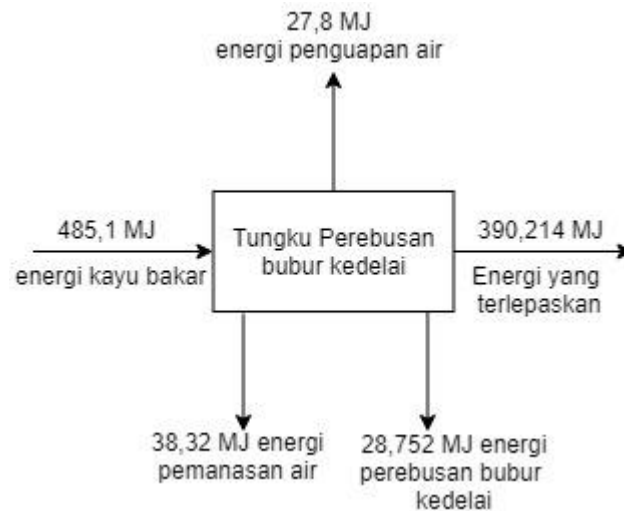 27,8 MJ
energi penguapan air
485,1 MJ
energi kayu bakar
Tungku Perebusan
bubur kedelai
390,214 MJ
Energi yang
terlepaskan
38,32 MJ energi
pemanasan air
28,752 MJ energi
perebusan bubur
kedelai